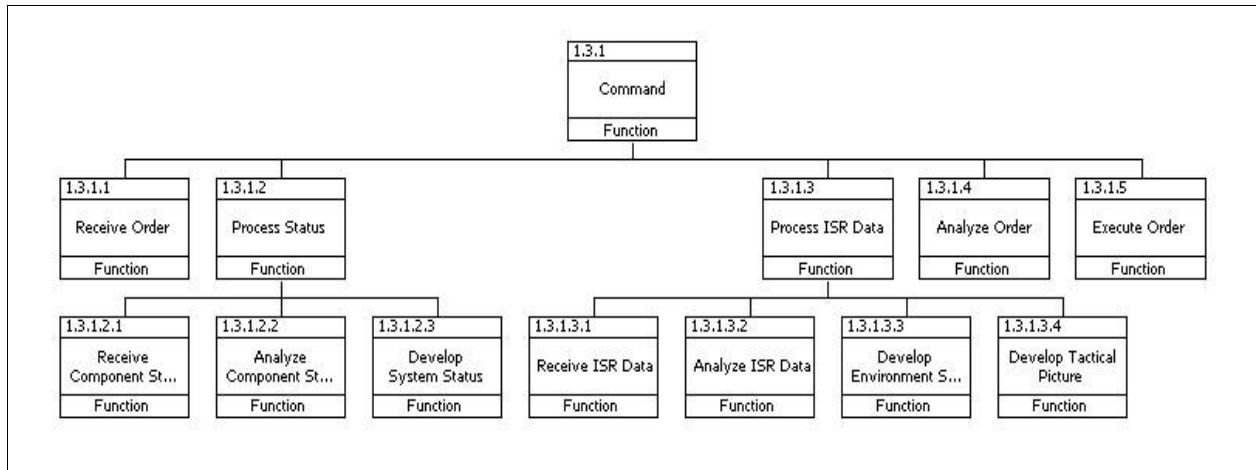 1.3.1
Command
Function
1.3.1.1
Receive Order
Function
1.3.1.2
Process Status
Function
1.3.1.3
Process ISR Data
Function
1.3.1.4
Analyze Order
Function
1.3.1.5
Execute Order
Function
1.3.1.2.1
Receive
Component St...
Function
1.3.1.2.2
Analyze
Component St...
Function
1.3.1.2.3
Develop
System Status
Function
1.3.1.3.1
Receive ISR Data
Function
1.3.1.3.2
Analyze ISR Data
Function
1.3.1.3.3
Develop
Environment S...
Function
1.3.1.3.4
Develop Tactical
Picture
Function